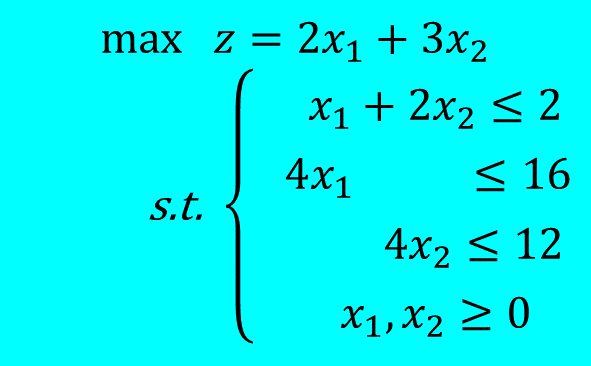 max z = 2x₁ + 3x₂
x₁ + 2x₂ ≤ 2
4x₁ ≤ 16
s.t.
4x₂ ≤ 12
x₁, x₂ ≥ 0